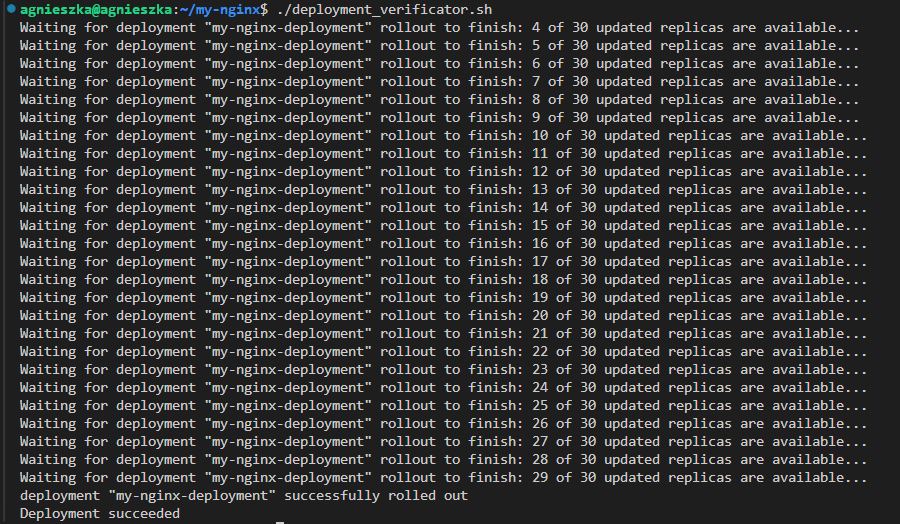 agnieszka@agnieszka:~/my-nginx$ ./deployment_verificator.sh
Waiting for deployment "my-nginx-deployment" rollout to finish: 4 of 30 updated replicas are available...
Waiting for deployment "my-nginx-deployment" rollout to finish: 5 of 30 updated replicas are available...
Waiting for deployment "my-nginx-deployment" rollout to finish: 6 of 30 updated replicas are available...
Waiting for deployment "my-nginx-deployment" rollout to finish: 7 of 30 updated replicas are available...
Waiting for deployment "my-nginx-deployment" rollout to finish: 8 of 30 updated replicas are available...
Waiting for deployment "my-nginx-deployment" rollout to finish: 9 of 30 updated replicas are available...
Waiting for deployment "my-nginx-deployment" rollout to finish: 10 of 30 updated replicas are available...
Waiting for deployment "my-nginx-deployment" rollout to finish: 11 of 30 updated replicas are available...
Waiting for deployment "my-nginx-deployment" rollout to finish: 12 of 30 updated replicas are available...
Waiting for deployment "my-nginx-deployment" rollout to finish: 13 of 30 updated replicas are available...
Waiting for deployment "my-nginx-deployment" rollout to finish: 14 of 30 updated replicas are available...
Waiting for deployment "my-nginx-deployment" rollout to finish: 15 of 30 updated replicas are available...
Waiting for deployment "my-nginx-deployment" rollout to finish: 16 of 30 updated replicas are available...
Waiting for deployment "my-nginx-deployment" rollout to finish: 17 of 30 updated replicas are available...
Waiting for deployment "my-nginx-deployment" rollout to finish: 18 of 30 updated replicas are available...
Waiting for deployment "my-nginx-deployment" rollout to finish: 19 of 30 updated replicas are available...
Waiting for deployment "my-nginx-deployment" rollout to finish: 20 of 30 updated replicas are available...
Waiting for deployment "my-nginx-deployment" rollout to finish: 21 of 30 updated replicas are available...
Waiting for deployment "my-nginx-deployment" rollout to finish: 22 of 30 updated replicas are available...
Waiting for deployment "my-nginx-deployment" rollout to finish: 23 of 30 updated replicas are available...
Waiting for deployment "my-nginx-deployment" rollout to finish: 24 of 30 updated replicas are available...
Waiting for deployment "my-nginx-deployment" rollout to finish: 25 of 30 updated replicas are available...
Waiting for deployment "my-nginx-deployment" rollout to finish: 26 of 30 updated replicas are available...
Waiting for deployment "my-nginx-deployment" rollout to finish: 27 of 30 updated replicas are available...
Waiting for deployment "my-nginx-deployment" rollout to finish: 28 of 30 updated replicas are available...
Waiting for deployment "my-nginx-deployment" rollout to finish: 29 of 30 updated replicas are available...
deployment "my-nginx-deployment" successfully rolled out
Deployment succeeded